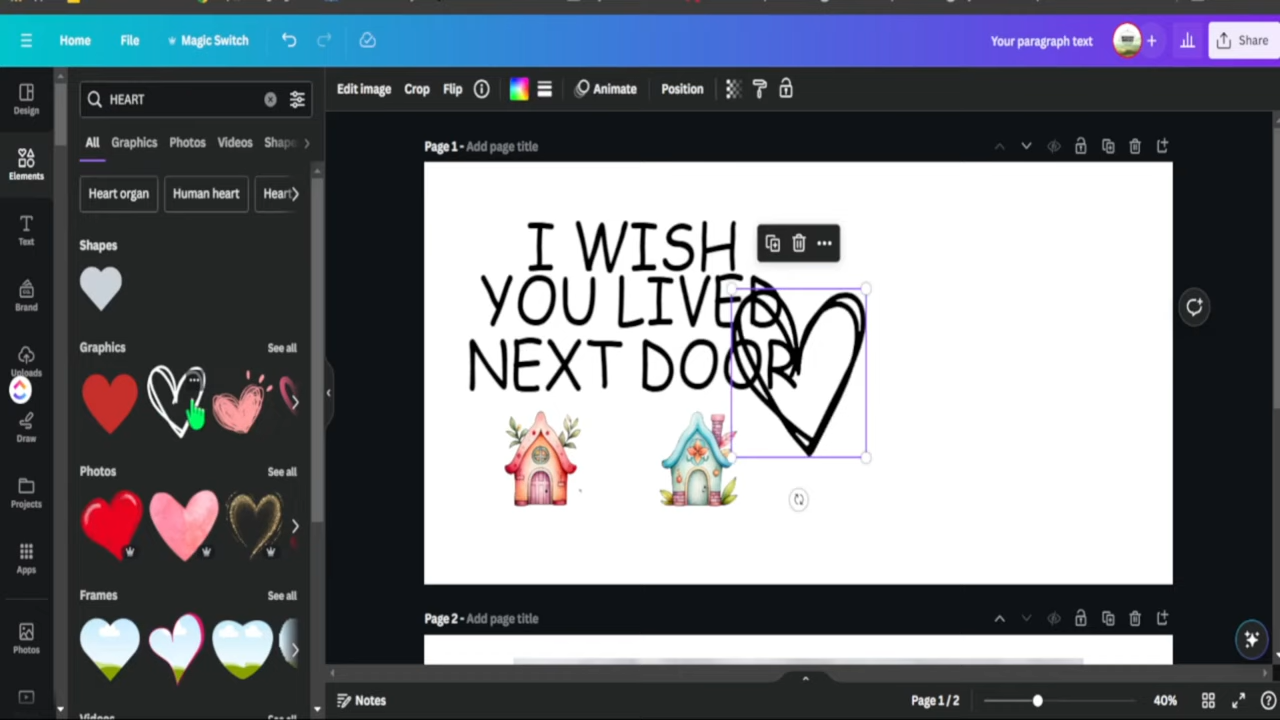 Home File Magic Switch Your paragraph text Share
Design
HEART
Edit image Crop Flip Animate Position
All Graphics Photos Videos Shape
Elements
Heart organ Human heart Heart
Page 1 - Add page title
Text
Shapes
Brand
Graphics See all
Uploads
Draw
Photos See all
Projects
Apps
Frames See all
Photos
I WISH
YOU LIVED
NEXT DOOR
Page 2 - Add page title
Notes Page 1 / 2 40%